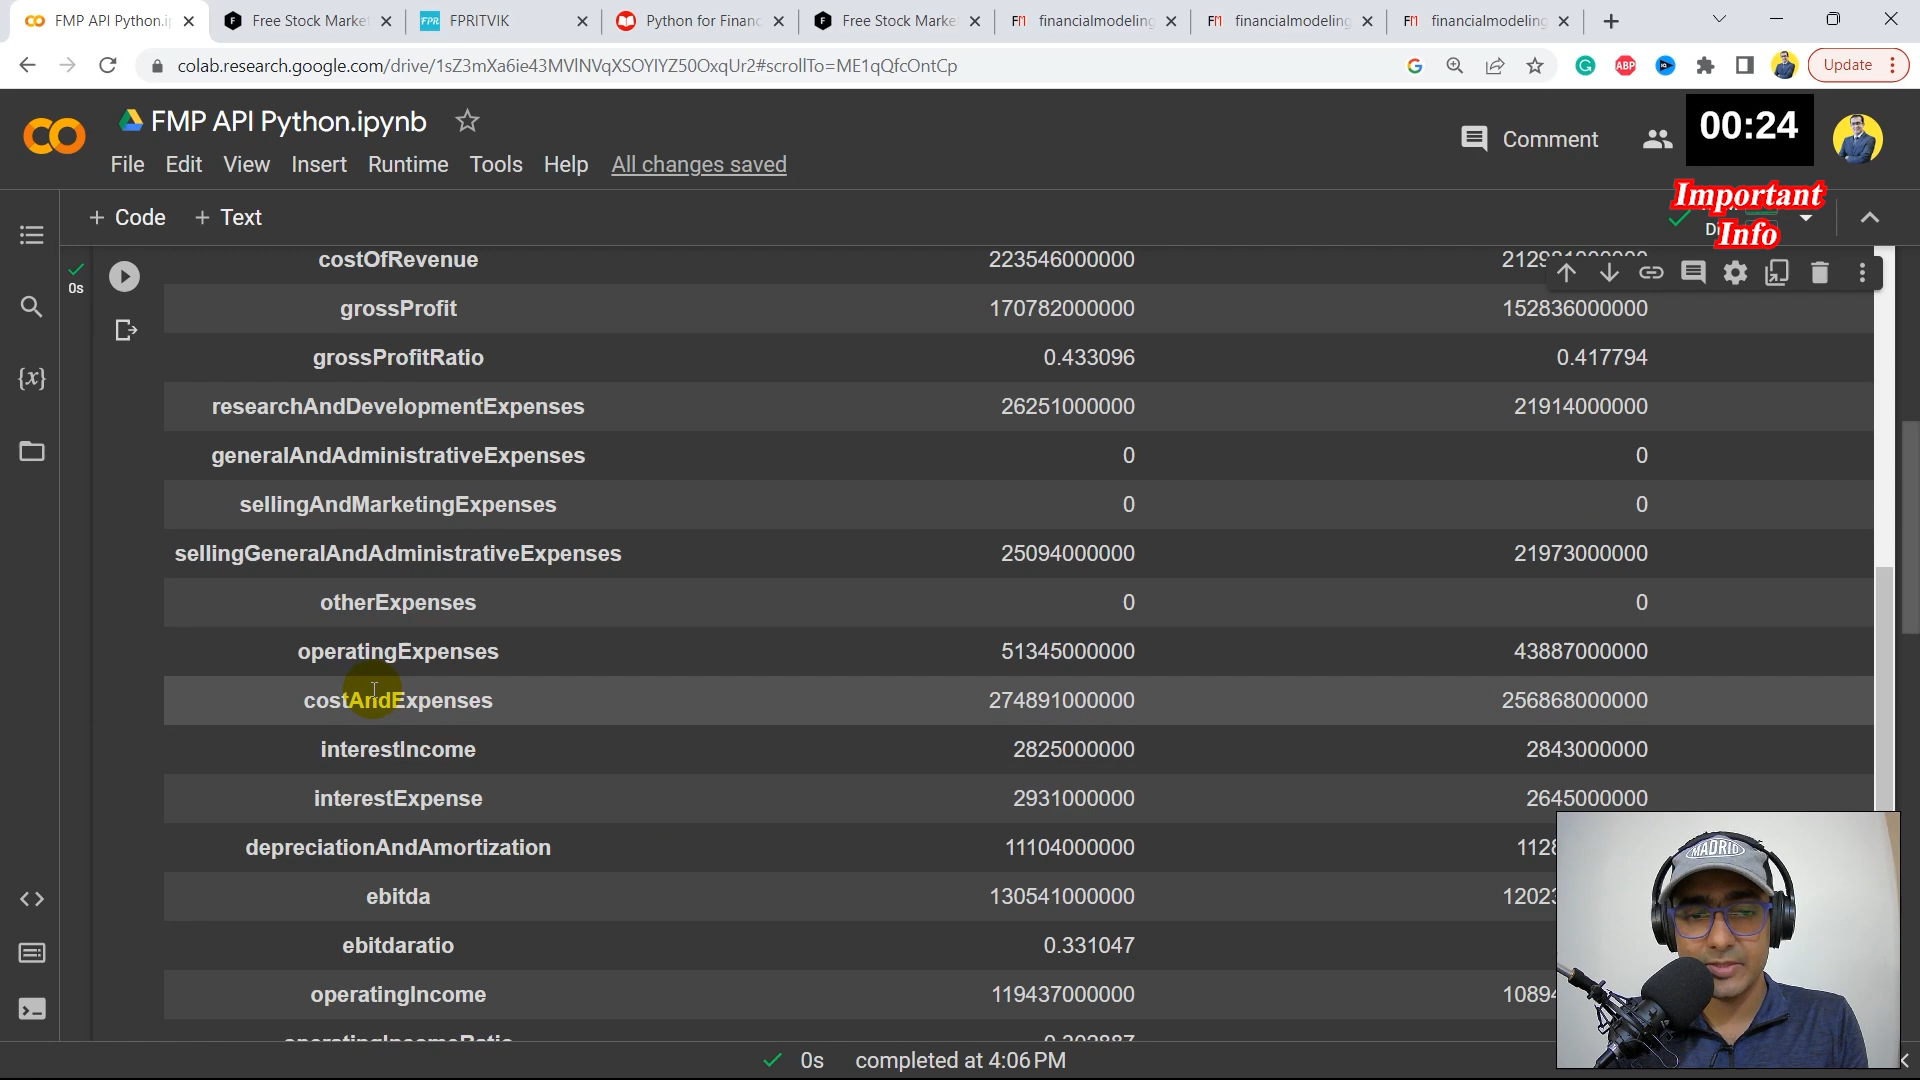 FMP API Python.i
Free Stock Marke
FPRITVIK
Python for Financ
Free Stock Marke
financialmodeling
financialmodeling
financialmodeling
colab.research.google.com/drive/1sZ3mXa6ie43MVlNVqXSOYIYZ50OxqUr2#scrollTo=ME1qQfcOntCp
Update
FMP API Python.ipynb
File Edit View Insert Runtime Tools Help All changes saved
Comment
00:24
Important
Info
+ Code + Text
0s
costOfRevenue 223546000000
grossProfit 170782000000 152836000000
grossProfitRatio 0.433096 0.417794
researchAndDevelopmentExpenses 26251000000 21914000000
generalAndAdministrativeExpenses 0 0
sellingAndMarketingExpenses 0 0
sellingGeneralAndAdministrativeExpenses 25094000000 21973000000
otherExpenses 0 0
operatingExpenses 51345000000 43887000000
costAndExpenses 274891000000 256868000000
interestIncome 2825000000 2843000000
interestExpense 2931000000 2645000000
depreciationAndAmortization 11104000000 1128
ebitda 130541000000 1202
ebitdaratio 0.331047
operatingIncome 119437000000 1089
MADRID
0s completed at 4:06 PM